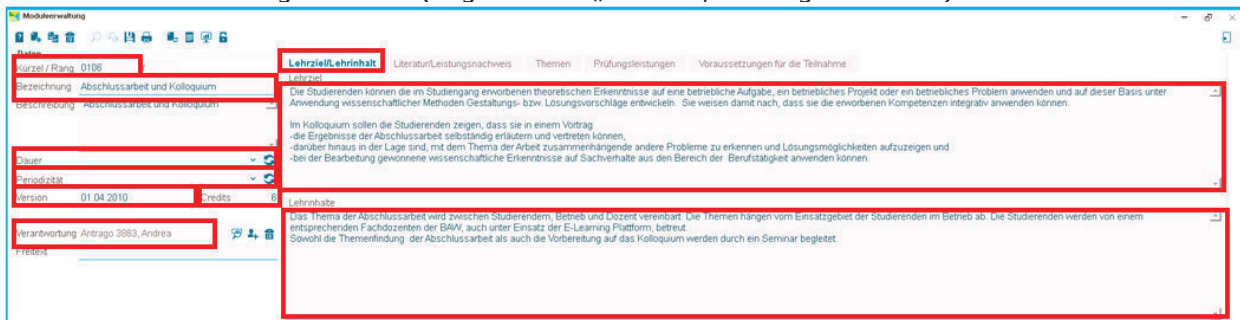 Modulverwaltung
Daten
Kürzel / Rang 0106 /
Bezeichnung Abschlussarbeit und Kolloquium
Beschreibung Abschlussarbeit und Kolloquium
Dauer
Periodizität
Version 01.04.2010 Credits 6
Verantwortung Antrago 3883, Andrea
Freitext
Lehrziel/Lehrinhalt Literatur/Leistungsnachweis Themen Prüfungsleistungen Voraussetzungen für die Teilnahme
Lehrziel
Die Studierenden können die im Studiengang erworbenen theoretischen Erkenntnisse auf eine betriebliche Aufgabe, ein betriebliches Projekt oder ein betriebliches Problem anwenden und auf dieser Basis unter
Anwendung wissenschaftlicher Methoden Gestaltungs- bzw. Lösungsvorschläge entwickeln. Sie weisen damit nach, dass sie die erworbenen Kompetenzen integrativ anwenden können.
Im Kolloquium sollen die Studierenden zeigen, dass sie in einem Vortrag
-die Ergebnisse der Abschlussarbeit selbständig erläutern und vertreten können,
-darüber hinaus in der Lage sind, mit dem Thema der Arbeit zusammenhängende andere Probleme zu erkennen und Lösungsmöglichkeiten aufzuzeigen und
-bei der Bearbeitung gewonnene wissenschaftliche Erkenntnisse auf Sachverhalte aus den Bereich der Berufstätigkeit anwenden können.
Lehrinhalte
Das Thema der Abschlussarbeit wird zwischen Studierendem, Betrieb und Dozent vereinbart. Die Themen hängen vom Einsatzgebiet der Studierenden im Betrieb ab. Die Studierenden werden von einem
entsprechenden Fachdozenten der BAW, auch unter Einsatz der E-Learning Plattform, betreut.
Sowohl die Themenfindung der Abschlussarbeit als auch die Vorbereitung auf das Kolloquium werden durch ein Seminar begleitet.